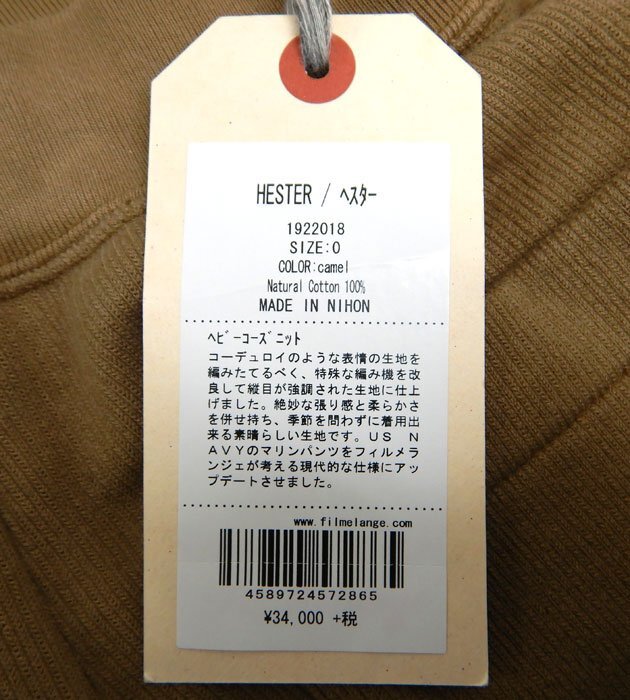 HESTER / ﾍｽﾀｰ
1922018
SIZE:0
COLOR:camel
Natural Cotton 100%
MADE IN NIHON
ﾍﾋﾞｰｺｰｽﾞﾆｯﾄ
コーデュロイのような表情の生地を
編みたてるべく、特殊な編み機を改
良して縦目が強調された生地に仕上
げました。絶妙な張り感と柔らかさ
を併せ持ち、季節を問わずに着用出
来る素晴らしい生地です。ＵＳ　Ｎ
ＡＶＹのマリンパンツをフィルメラ
ンジェが考える現代的な仕様にアッ
プデートさせました。
www.filmelange.com
4589724572865
¥34,000 +税